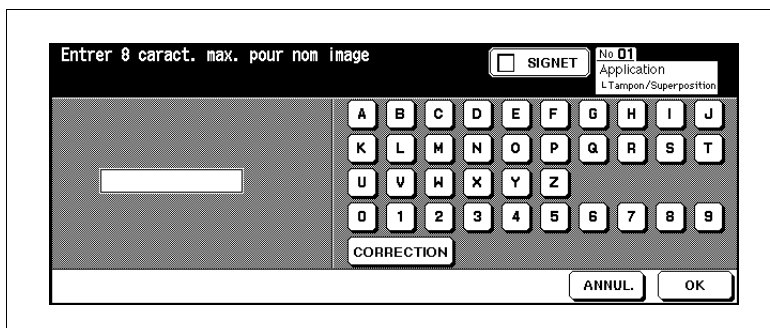 Entrer 8 caract. max. pour nom image
SIGNET
No 01
Application
└ Tampon/Superposition
A B C D E F G H I J
K L M N O P Q R S T
U V W X Y Z
0 1 2 3 4 5 6 7 8 9
CORRECTION
ANNUL. OK